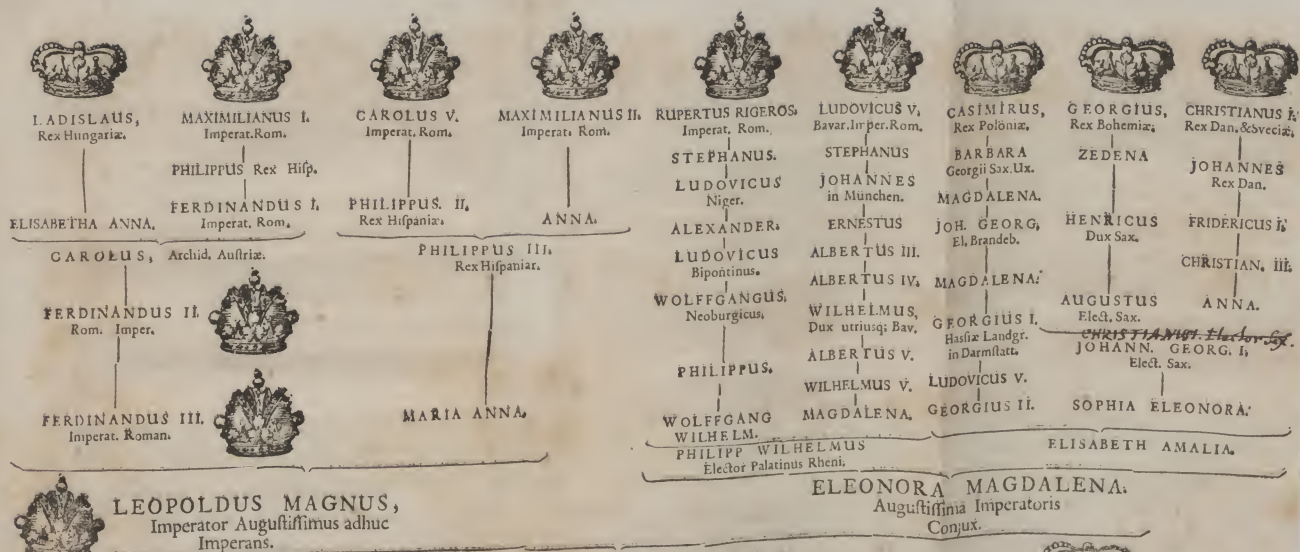 LADISLAUS,
Rex Hungariæ.
ELISABETHA ANNA.
MAXIMILIANUS I.
Imperat. Rom.
PHILIPPUS Rex Hiſp.
FERDINANDUS I.
Imperat. Rom.
CAROLUS, Archid. Auſtriæ.
FERDINANDUS II.
Rom. Imper.
FERDINANDUS III.
Imperat. Roman.
CAROLUS V.
Imperat. Rom.
PHILIPPUS. II.
Rex Hiſpaniæ.
MAXIMILIANUS II.
Imperat. Rom.
ANNA.
PHILIPPUS III.
Rex Hiſpaniar.
MARIA ANNA.
RUPERTUS RIGEROS.
Imperat. Rom.
STEPHANUS.
LUDOVICUS
Niger.
ALEXANDER.
LUDOVICUS
Bipontinus.
WOLFFGANGUS.
Neoburgicus.
PHILIPPUS.
WOLFFGANG
WILHELM.
LUDOVICUS V.
Bavar. Imper. Rom.
STEPHANUS
JOHANNES
in München.
ERNESTUS
ALBERTUS III.
ALBERTUS IV.
WILHELMUS,
Dux utriusq; Bav.
ALBERTUS V.
WILHELMUS V.
MAGDALENA.
PHILIPP WILHELMUS
Elector Palatinus Rheni.
CASIMIRUS,
Rex Poloniæ.
BARBARA
Georgii Sax. Ux.
MAGDALENA.
JOH. GEORG.
El. Brandeb.
MAGDALENA.
GEORGIUS I.
Haſſiæ Landgr.
in Darmſtatt.
LUDOVICUS V.
GEORGIUS II.
GEORGIUS,
Rex Bohemiæ.
ZEDENA
HENRICUS
Dux Sax.
AUGUSTUS
Elect. Sax.
CHRISTIANUS I.
Rex Dan. & Sveciæ.
JOHANNES
Rex Dan.
FRIDERICUS I.
CHRISTIAN. III.
ANNA.
CHRISTIANUS I. Elector Sax.
JOHANN. GEORG. I.
Elect. Sax.
SOPHIA ELEONORA.
ELISABETH AMALIA.
LEOPOLDUS MAGNUS,
Imperator Auguſtiſſimus adhuc
Imperans.
ELEONORA MAGDALENA.
Auguſtiſſima Imperatoris
Conjux.